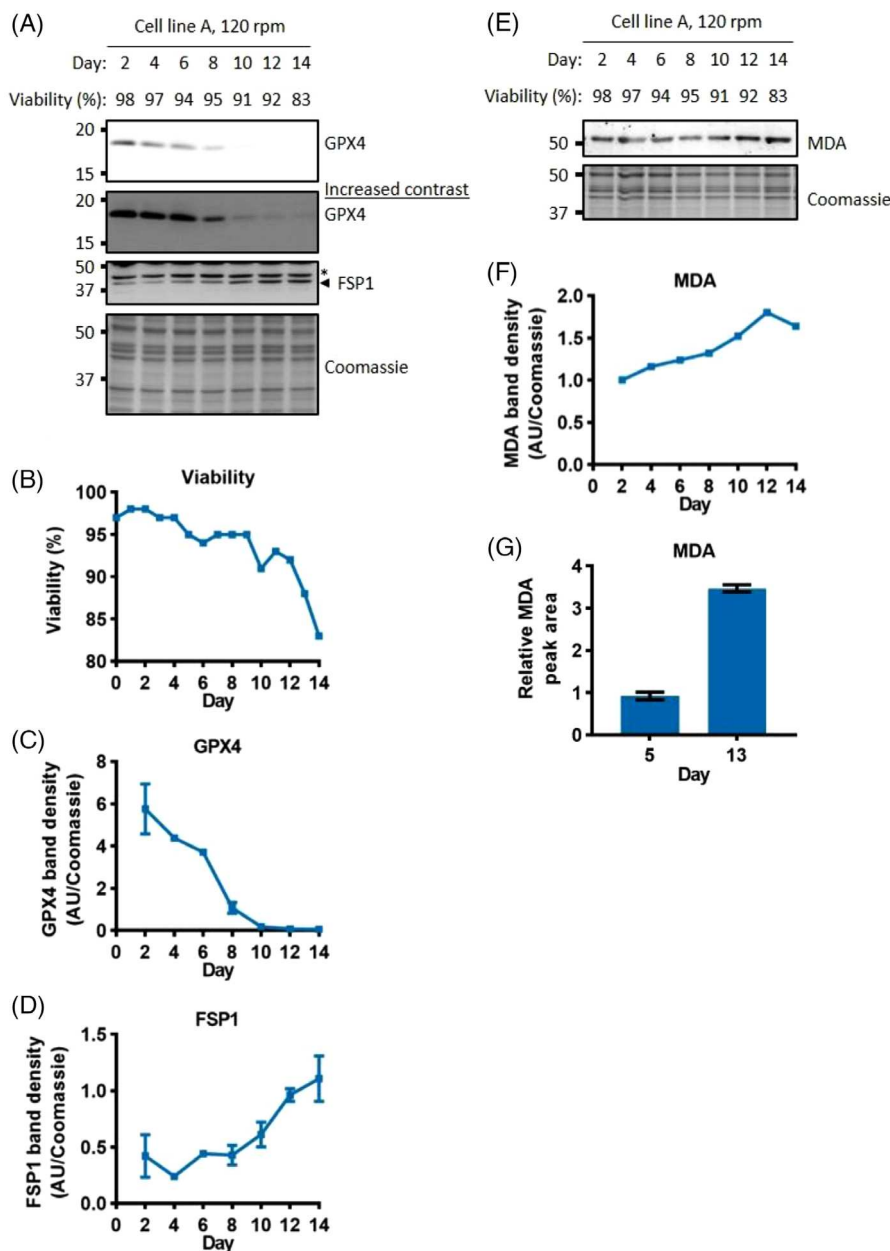 (A)
Cell line A, 120 rpm
Day: 2 4 6 8 10 12 14
Viability (%): 98 97 94 95 91 92 83
20
15
GPX4
Increased contrast
20
15
GPX4
50
37
*
◄ FSP1
50
37
Coomassie
(B)
Viability
Viability (%)
100
95
90
85
80
0 2 4 6 8 10 12 14
Day
(C)
GPX4
GPX4 band density
(AU/Coomassie)
8
6
4
2
0
0 2 4 6 8 10 12 14
Day
(D)
FSP1
FSP1 band density
(AU/Coomassie)
1.5
1.0
0.5
0.0
0 2 4 6 8 10 12 14
Day
(E)
Cell line A, 120 rpm
Day: 2 4 6 8 10 12 14
Viability (%): 98 97 94 95 91 92 83
50
MDA
50
37
Coomassie
(F)
MDA
MDA band density
(AU/Coomassie)
2.0
1.5
1.0
0.5
0.0
0 2 4 6 8 10 12 14
Day
(G)
MDA
Relative MDA
peak area
4
3
2
1
0
5 13
Day